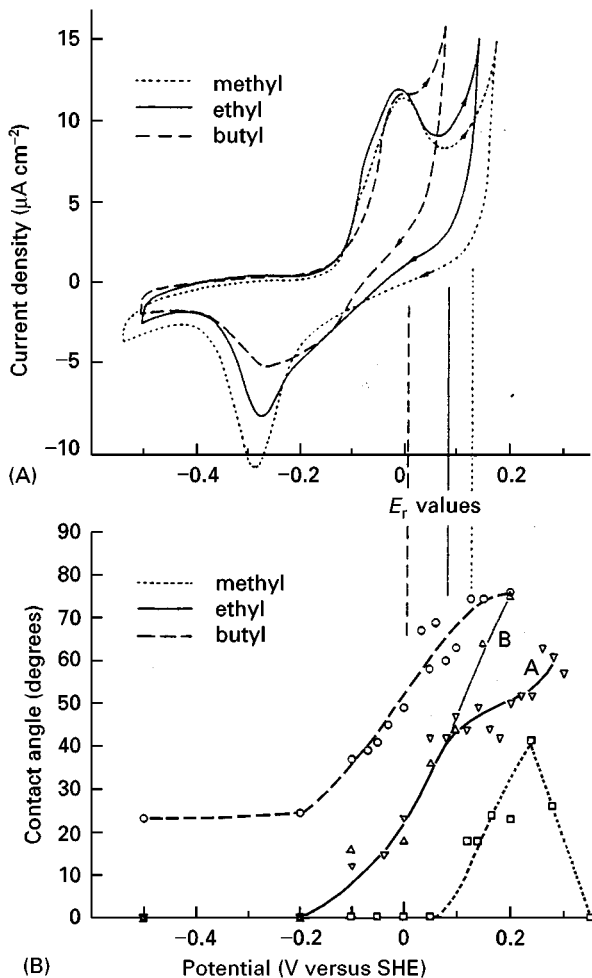 15
10
5
0
−5
−10
Current density (μA cm⁻²)
methyl
ethyl
butyl
−0.4
−0.2
0
0.2
(A)
E_r values
90
80
70
60
50
40
30
20
10
0
Contact angle (degrees)
methyl
ethyl
butyl
B
A
−0.4
−0.2
0
0.2
(B)
Potential (V versus SHE)